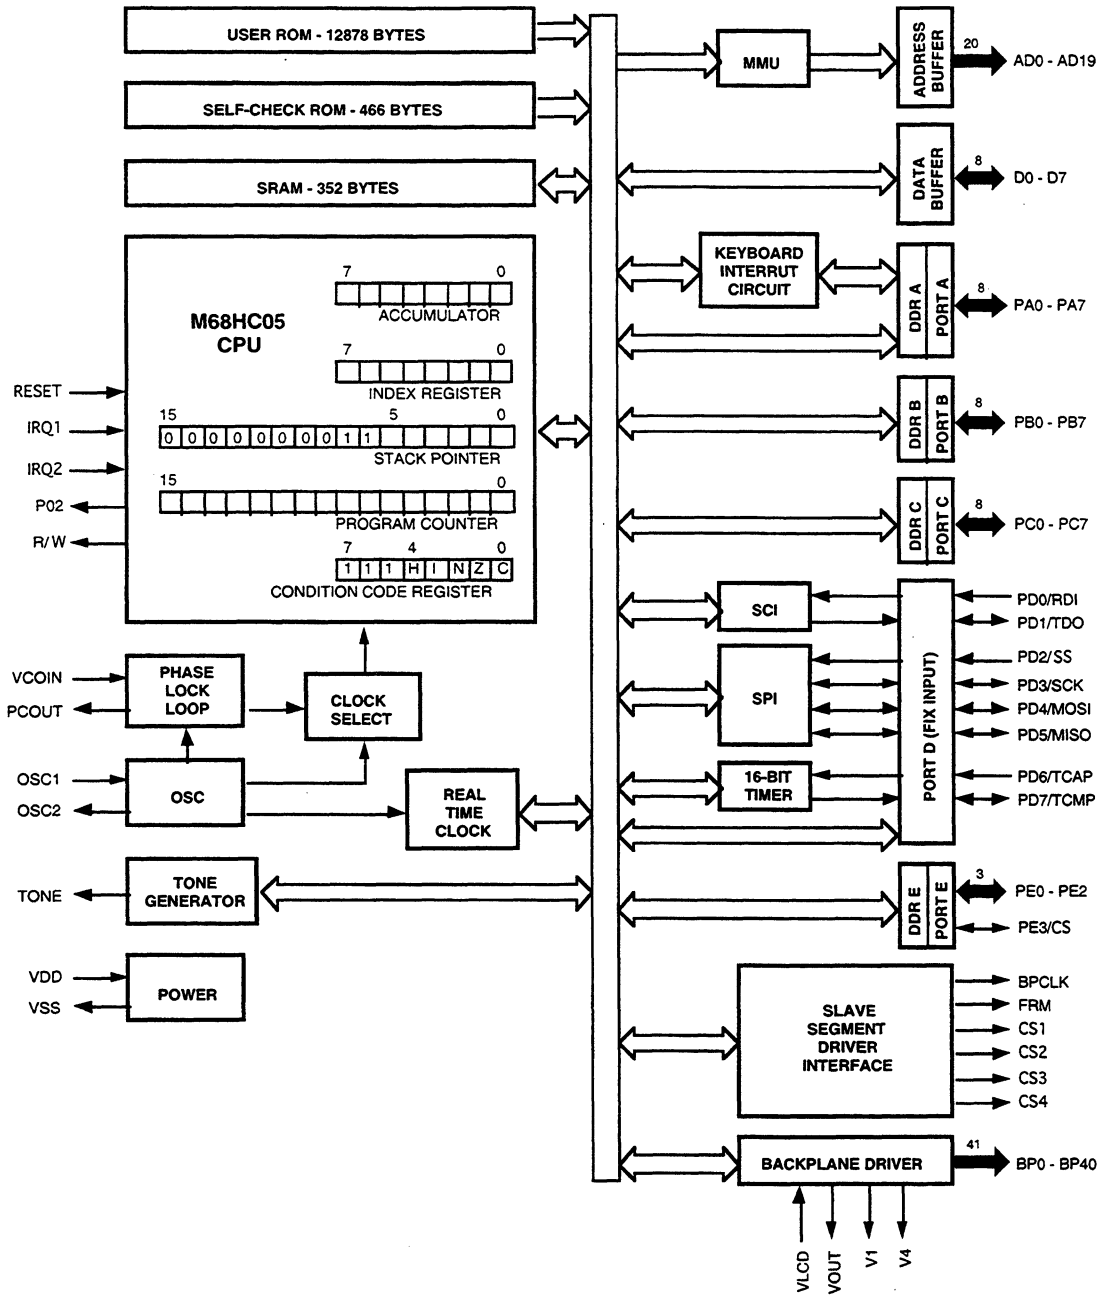 USER ROM - 12878 BYTES
SELF-CHECK ROM - 466 BYTES
SRAM - 352 BYTES
M68HC05
CPU
7 0
ACCUMULATOR
7 0
INDEX REGISTER
15 5 0
0 0 0 0 0 0 0 0 1 1
STACK POINTER
15 0
PROGRAM COUNTER
7 4 0
1 1 1 H I N Z C
CONDITION CODE REGISTER
RESET
IRQ1
IRQ2
P02
R/W
VCOIN
PCOUT
PHASE
LOCK
LOOP
CLOCK
SELECT
OSC1
OSC2
OSC
REAL
TIME
CLOCK
TONE
TONE
GENERATOR
VDD
VSS
POWER
MMU
ADDRESS
BUFFER
20
AD0 - AD19
DATA
BUFFER
8
D0 - D7
KEYBOARD
INTERRUT
CIRCUIT
DDR A
PORT A
8
PA0 - PA7
DDR B
PORT B
8
PB0 - PB7
DDR C
PORT C
8
PC0 - PC7
SCI
SPI
16-BIT
TIMER
PORT D (FIX INPUT)
PD0/RDI
PD1/TDO
PD2/SS
PD3/SCK
PD4/MOSI
PD5/MISO
PD6/TCAP
PD7/TCMP
DDR E
PORT E
3
PE0 - PE2
PE3/CS
SLAVE
SEGMENT
DRIVER
INTERFACE
BPCLK
FRM
CS1
CS2
CS3
CS4
BACKPLANE DRIVER
41
BP0 - BP40
VLCD
VOUT
V1
V4